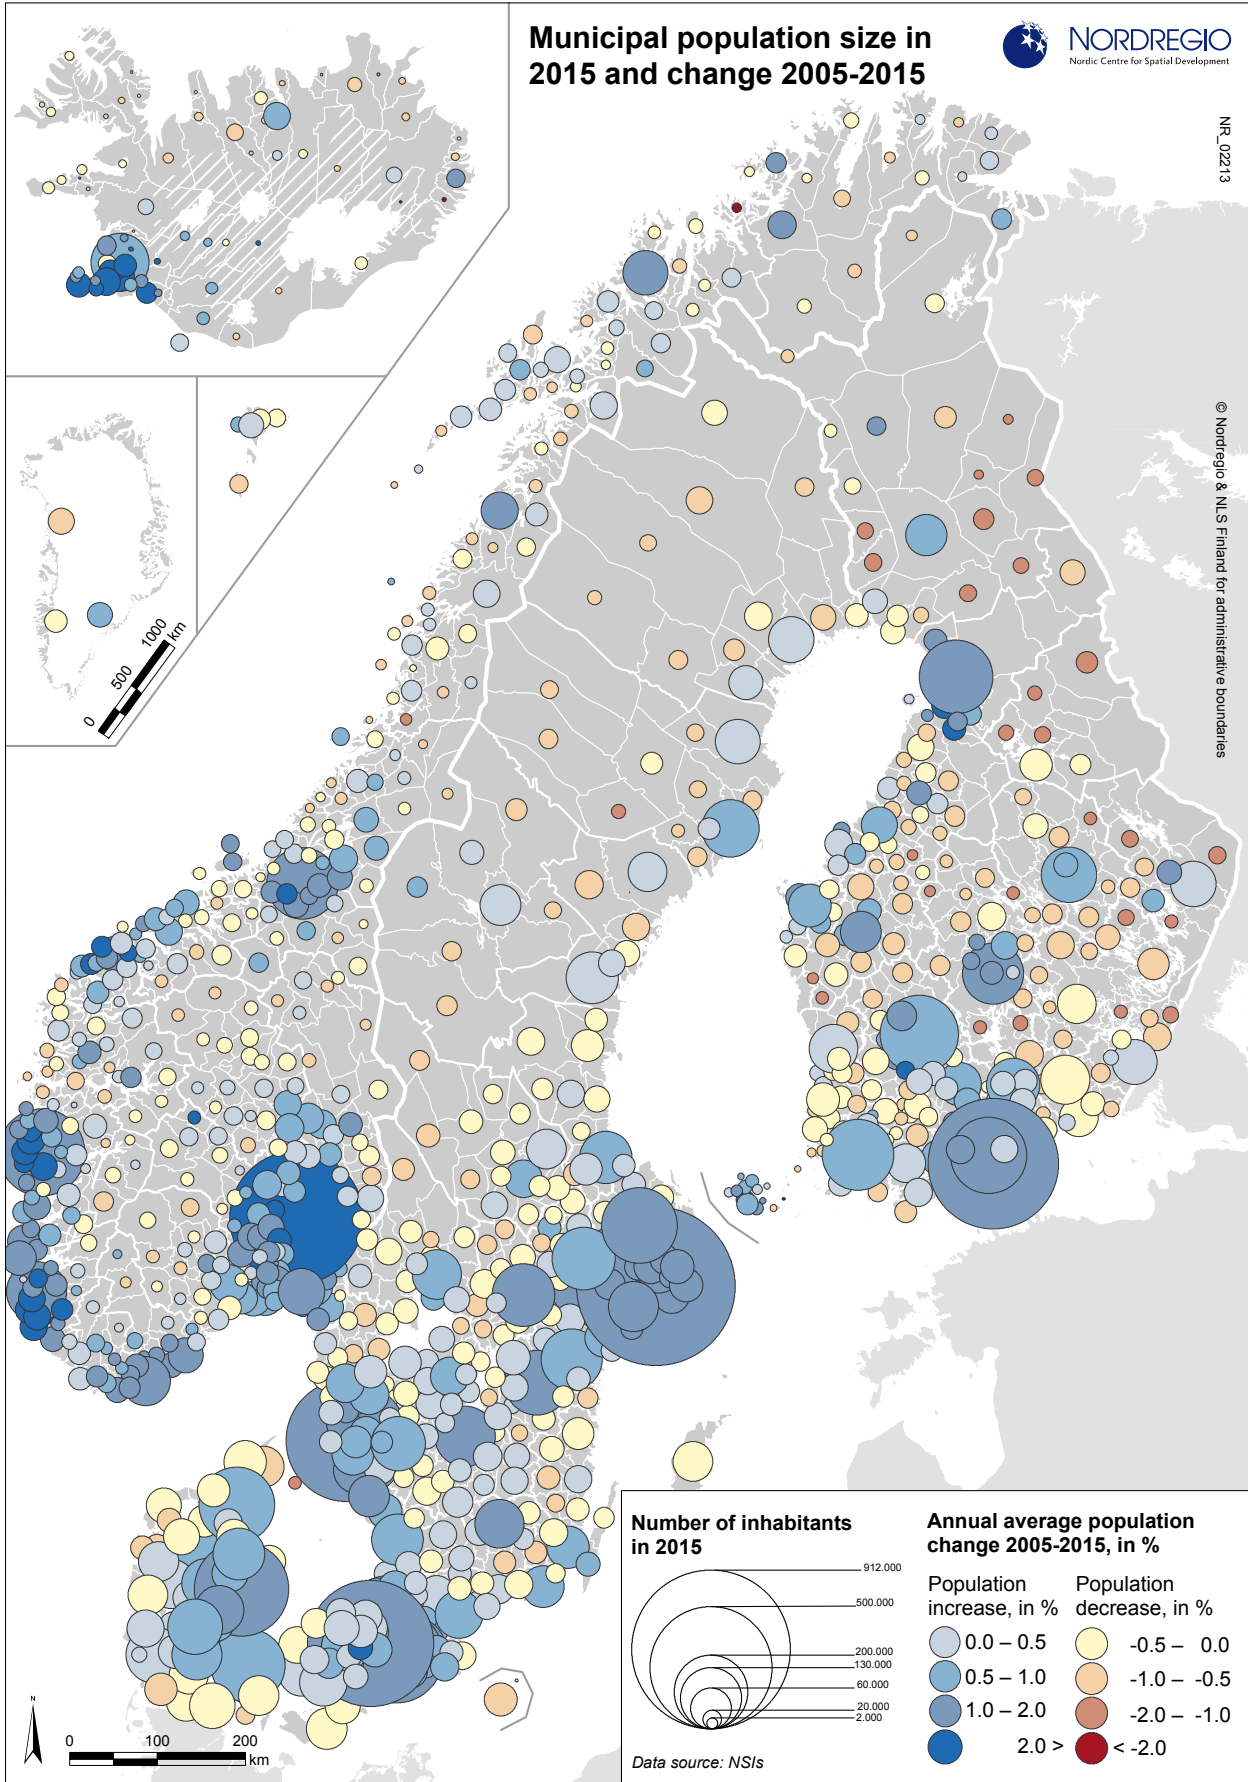 Municipal population size in
2015 and change 2005-2015
NORDREGIO
Nordic Centre for Spatial Development
NR_02213
© Nordregio & NLS Finland for administrative boundaries
0
500
1000
km
N
0
100
200
km
Number of inhabitants
in 2015
912.000
500.000
200.000
130.000
60.000
20.000
2.000
Data source: NSIs
Annual average population
change 2005-2015, in %
Population
increase, in %
0.0 – 0.5
0.5 – 1.0
1.0 – 2.0
2.0 >
Population
decrease, in %
-0.5 – 0.0
-1.0 – -0.5
-2.0 – -1.0
< -2.0